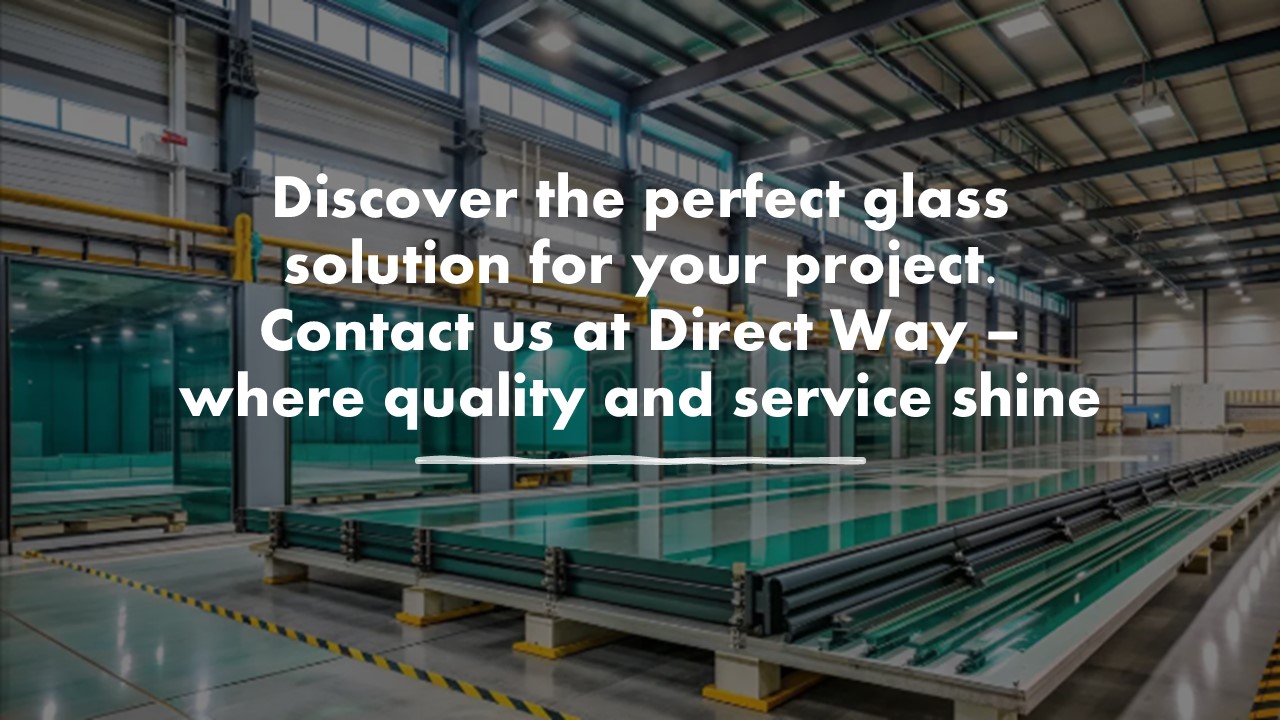 Discover the perfect glass
solution for your project.
Contact us at Direct Way –
where quality and service shine